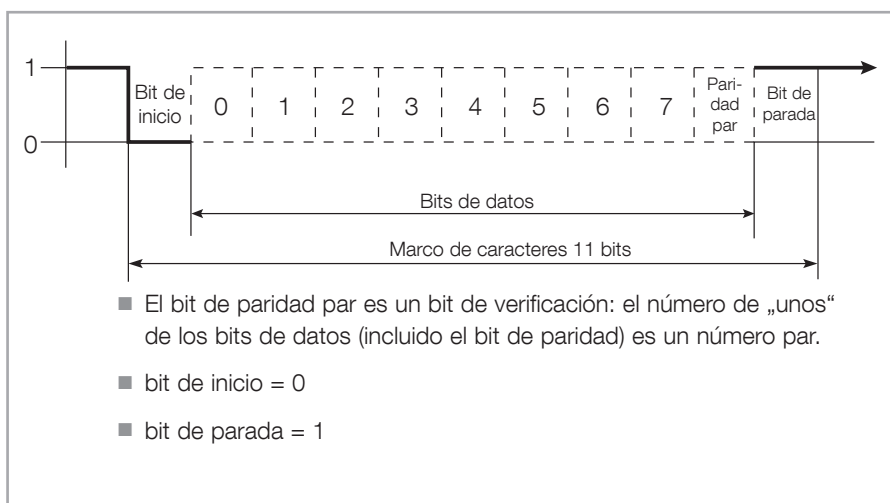 1
0
Bit de
inicio
0 1 2 3 4 5 6 7
Pari-
dad
par
Bit de
parada
Bits de datos
Marco de caracteres 11 bits
El bit de paridad par es un bit de verificación: el número de „unos“
de los bits de datos (incluido el bit de paridad) es un número par.
bit de inicio = 0
bit de parada = 1